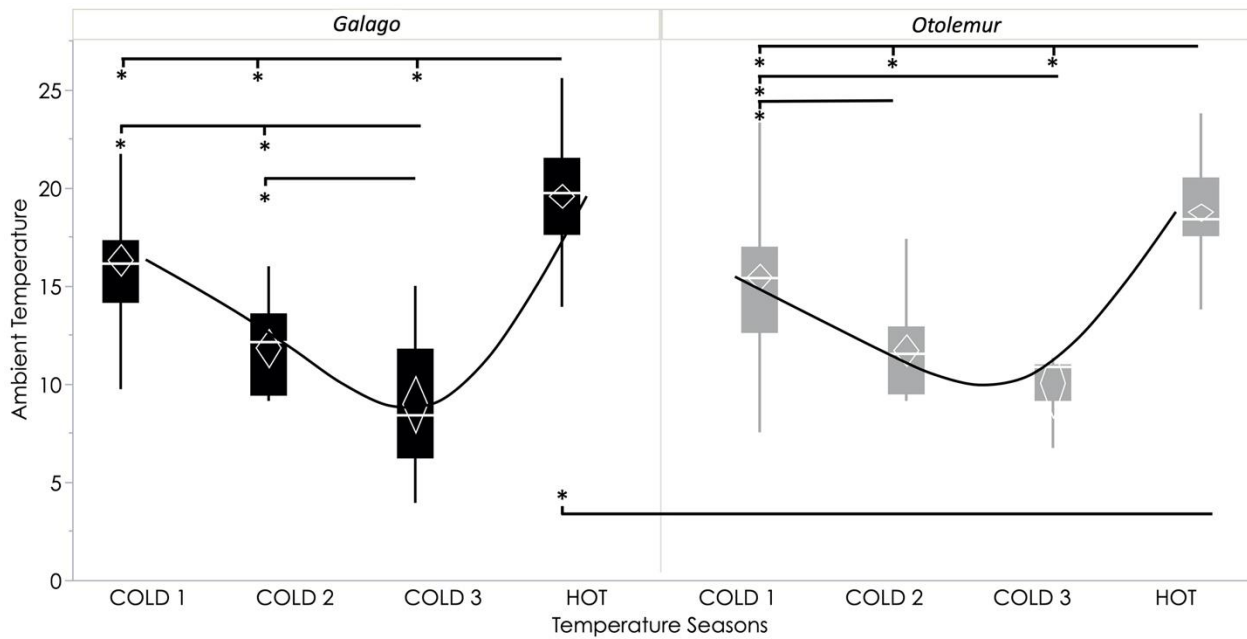 Galago Otolemur
* * * * * *
*
* * *
*
25
20
15
10
5
0
*
Ambient Temperature
COLD 1 COLD 2 COLD 3 HOT COLD 1 COLD 2 COLD 3 HOT
Temperature Seasons